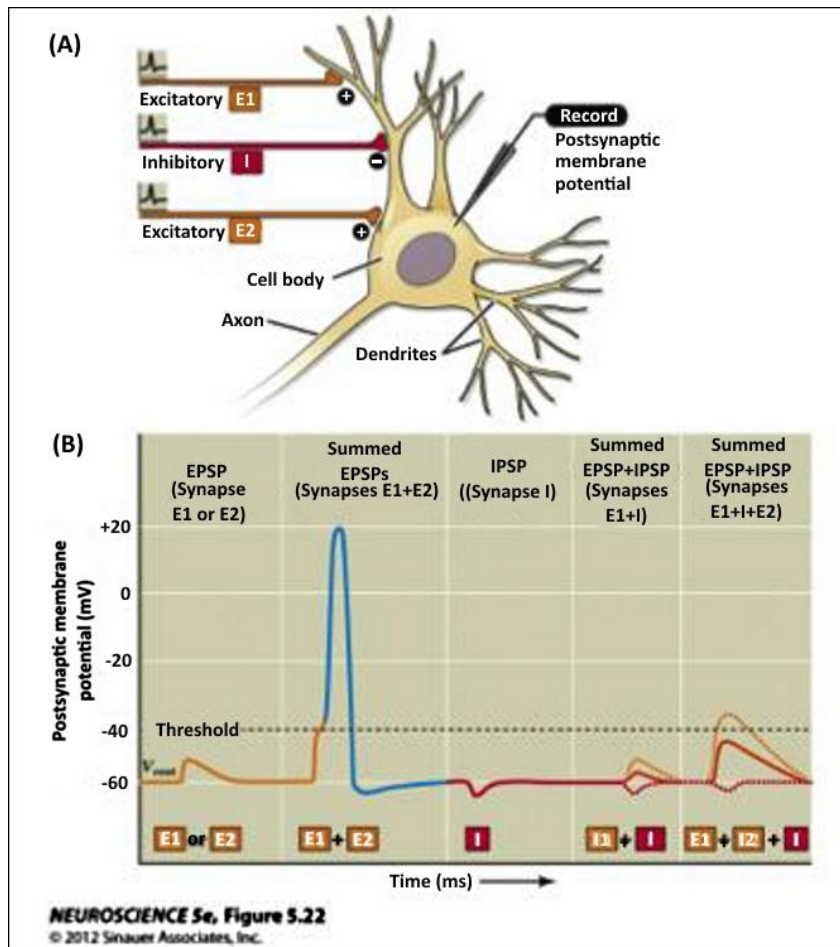 (A)
Excitatory E1
+
Inhibitory I
−
Excitatory E2
+
Record
Postsynaptic
membrane
potential
Cell body
Axon
Dendrites
(B)
EPSP
(Synapse
E1 or E2)
Summed
EPSPs
(Synapses E1+E2)
IPSP
((Synapse I)
Summed
EPSP+IPSP
(Synapses
E1+I)
Summed
EPSP+IPSP
(Synapses
E1+I+E2)
Postsynaptic membrane
potential (mV)
+20
0
-20
-40
-60
Threshold
Vrest
E1 or E2
E1 + E2
I
I1 + I
E1 + I2 + I
Time (ms)
NEUROSCIENCE 5e, Figure 5.22
© 2012 Sinauer Associates, Inc.